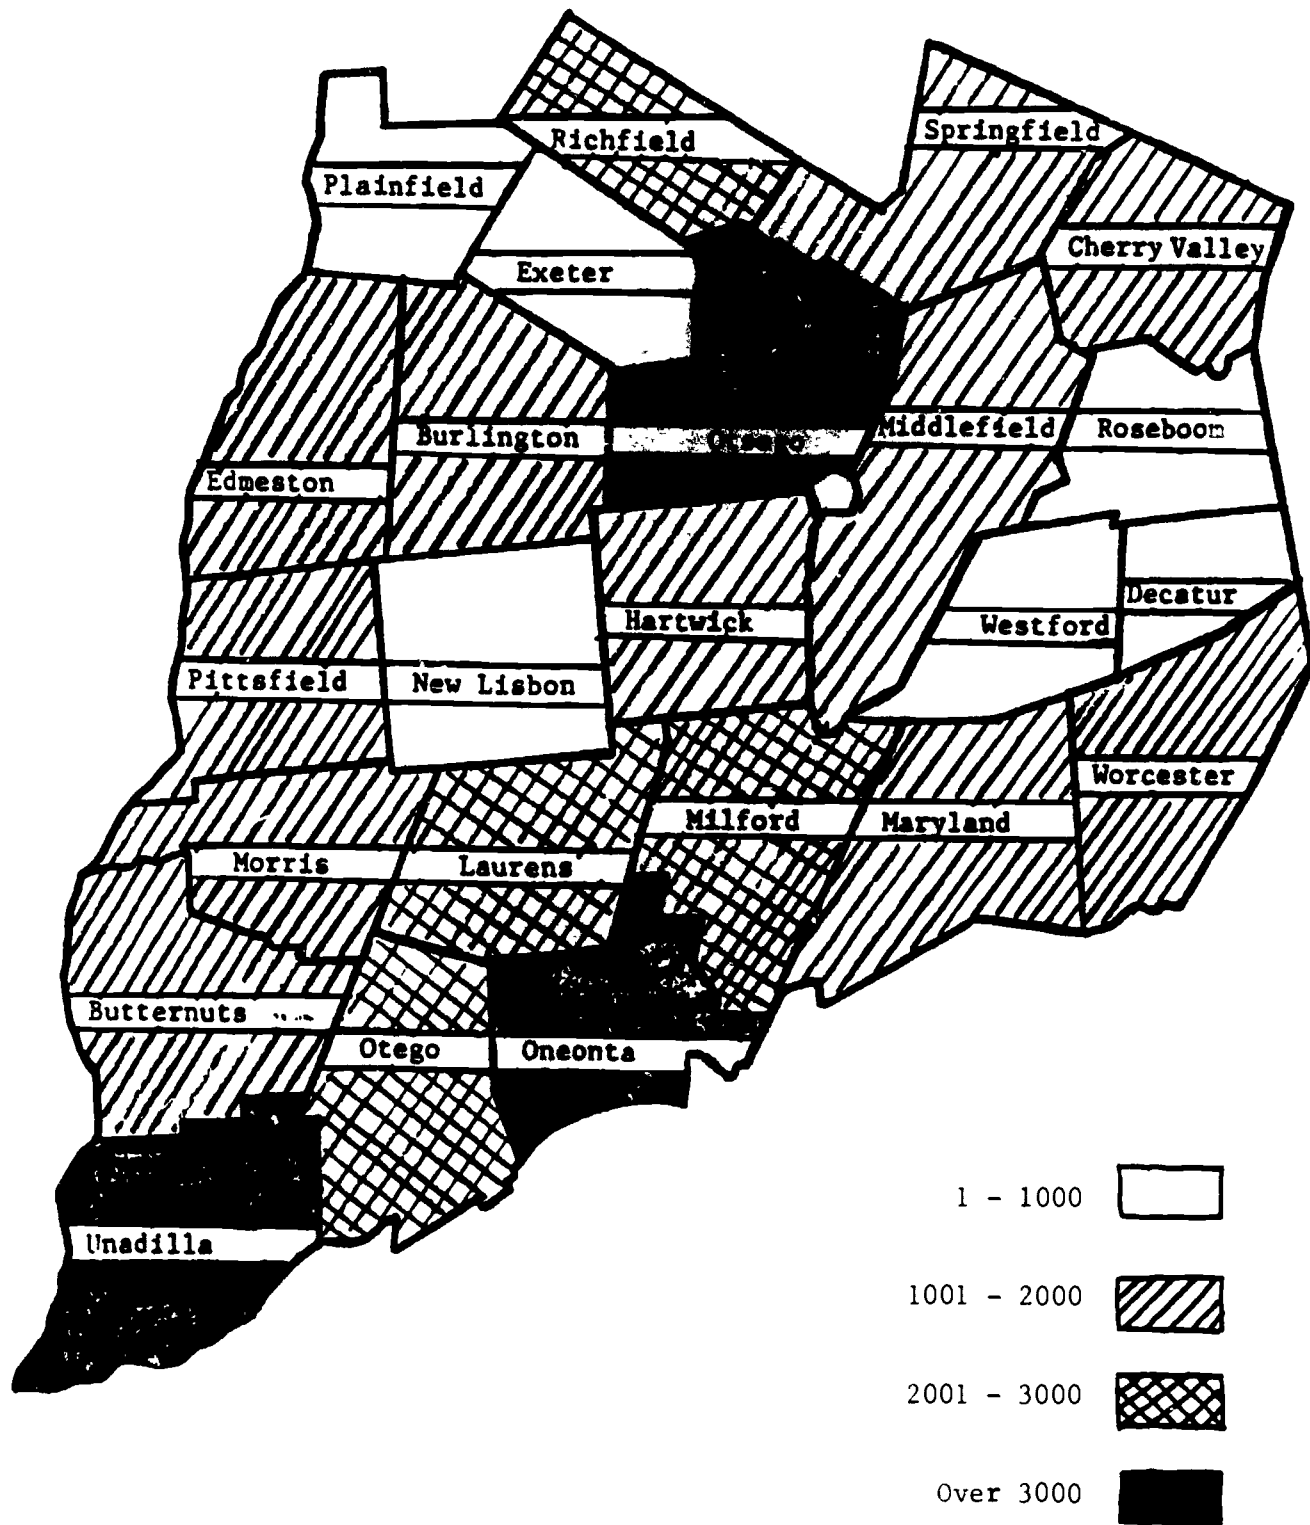 Springfield
Richfield
Plainfield
Cherry Valley
Exeter
Middlefield
Roseboom
Burlington
Otsego
Edmeston
Decatur
Hartwick
Westford
Pittsfield
New Lisbon
Worcester
Milford
Maryland
Morris
Laurens
Butternuts
Otego
Oneonta
Unadilla
1 - 1000
1001 - 2000
2001 - 3000
Over 3000